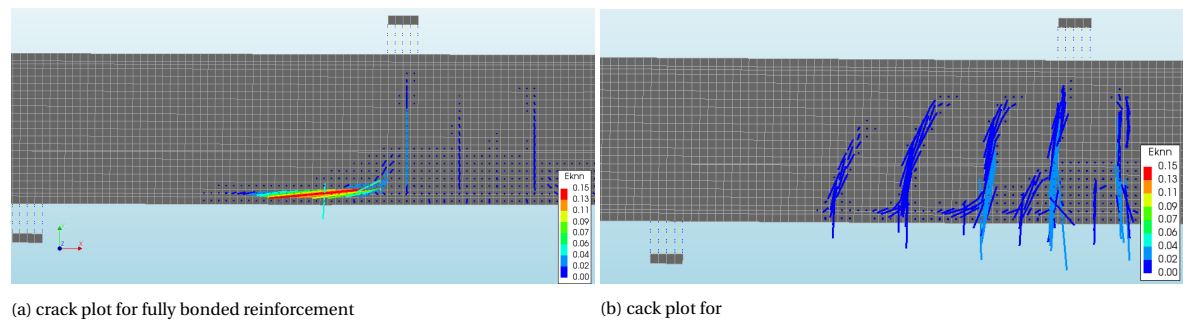 Eknn
0.15
0.13
0.11
0.09
0.07
0.06
0.04
0.02
0.00
Y
Z
X
(a) crack plot for fully bonded reinforcement
Eknn
0.15
0.13
0.11
0.09
0.07
0.06
0.04
0.02
0.00
(b) cack plot for